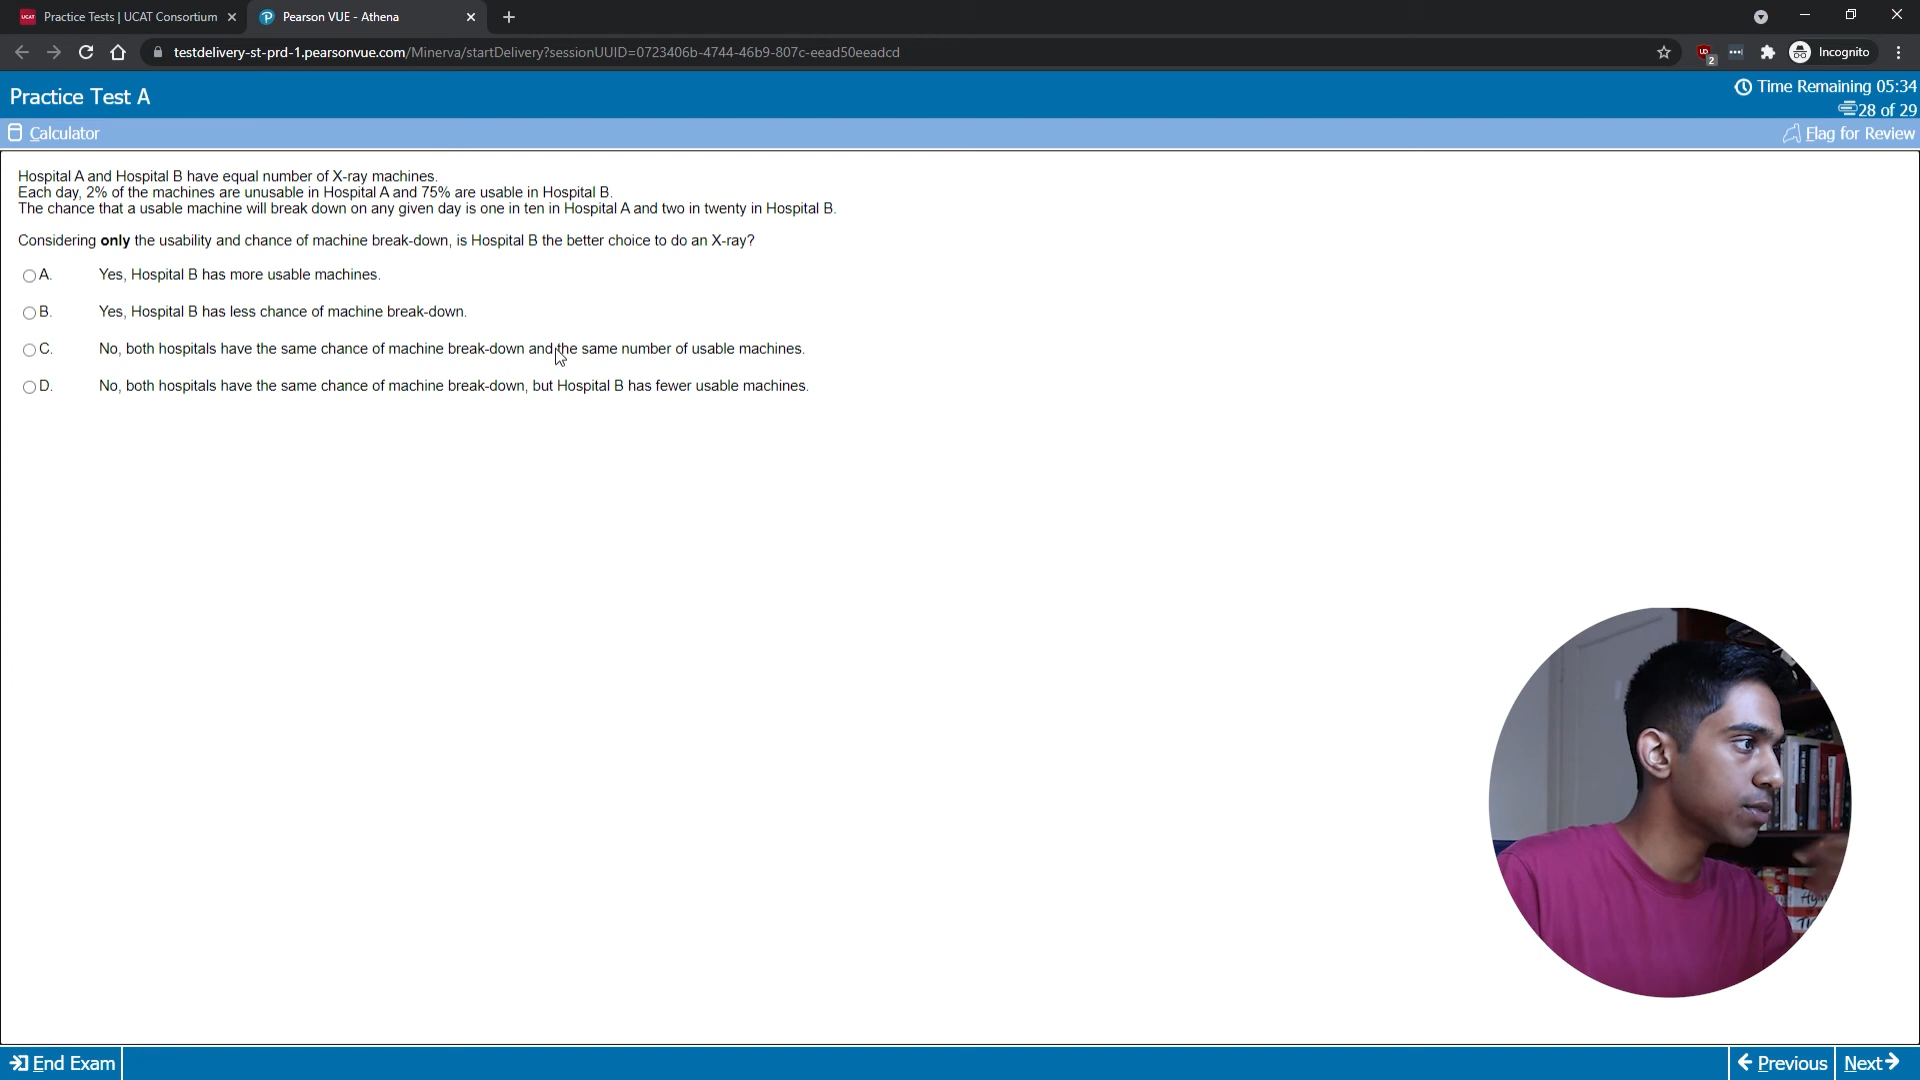 Practice Tests | UCAT Consortium
Pearson VUE - Athena
testdelivery-st-prd-1.pearsonvue.com/Minerva/startDelivery?sessionUUID=0723406b-4744-46b9-807c-eead50eeadcd
2
Incognito
Practice Test A
Time Remaining 05:34
28 of 29
Calculator
Flag for Review
Hospital A and Hospital B have equal number of X-ray machines.
Each day, 2% of the machines are unusable in Hospital A and 75% are usable in Hospital B.
The chance that a usable machine will break down on any given day is one in ten in Hospital A and two in twenty in Hospital B.
Considering only the usability and chance of machine break-down, is Hospital B the better choice to do an X-ray?
A. Yes, Hospital B has more usable machines.
B. Yes, Hospital B has less chance of machine break-down.
C. No, both hospitals have the same chance of machine break-down and the same number of usable machines.
D. No, both hospitals have the same chance of machine break-down, but Hospital B has fewer usable machines.
End Exam
Previous
Next